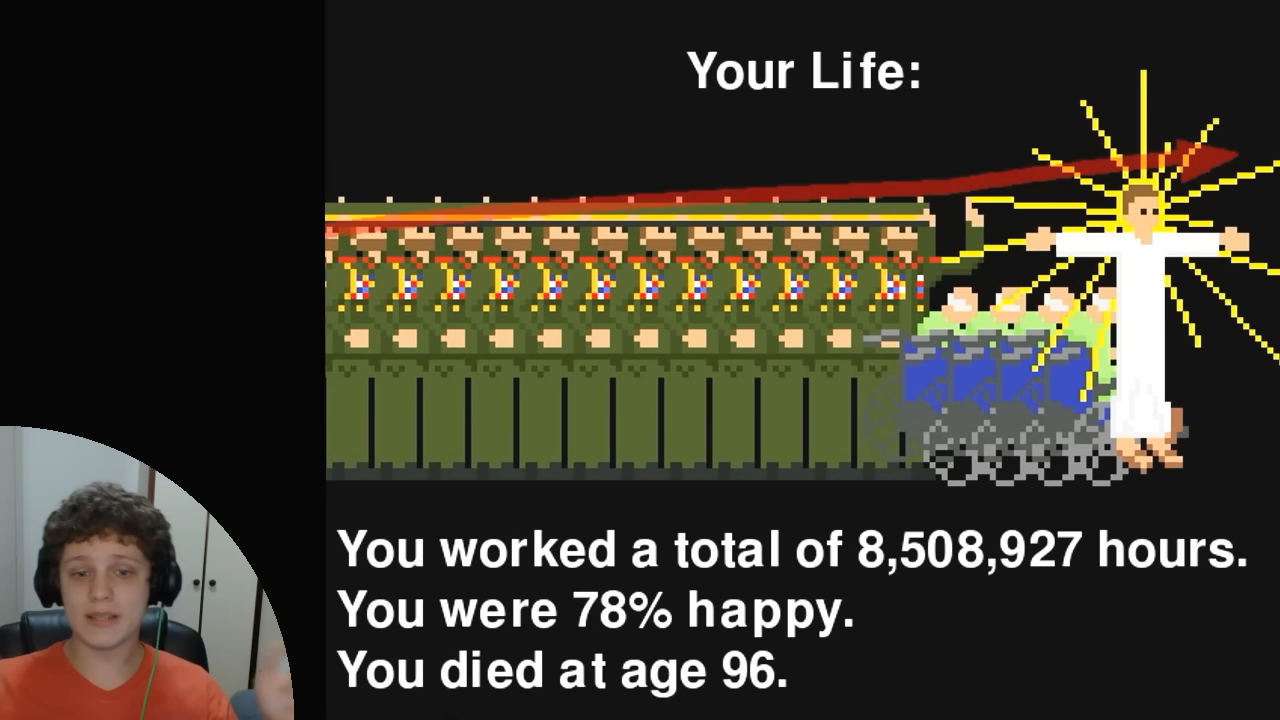 Your Life:
You worked a total of 8,508,927 hours.
You were 78% happy.
You died at age 96.